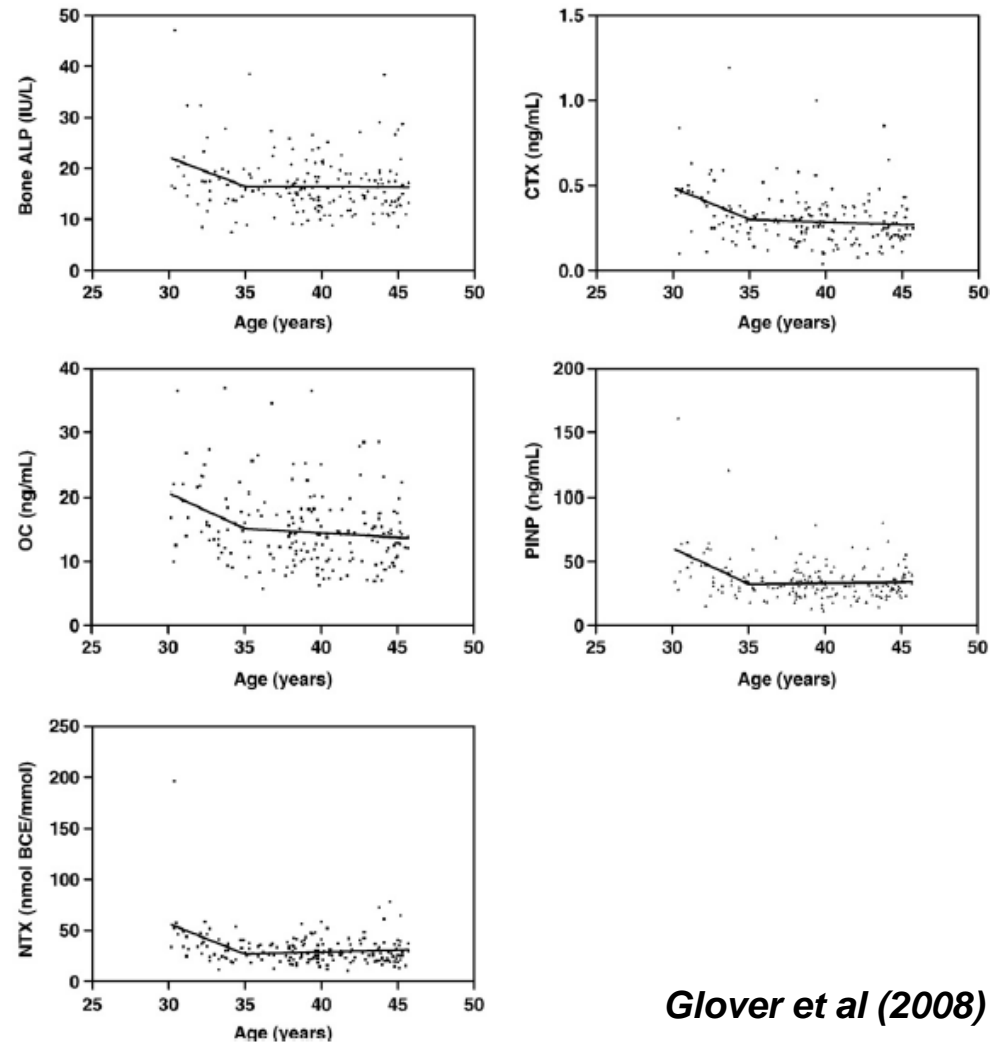 50
40
30
20
10
0
25 30 35 40 45 50
Bone ALP (IU/L)
Age (years)
1.5
1.0
0.5
0.0
25 30 35 40 45 50
CTX (ng/mL)
Age (years)
40
30
20
10
0
25 30 35 40 45 50
OC (ng/mL)
Age (years)
200
150
100
50
0
25 30 35 40 45 50
PINP (ng/mL)
Age (years)
250
200
150
100
50
0
25 30 35 40 45 50
NTX (nmol BCE/mmol)
Age (years)
Glover et al (2008)